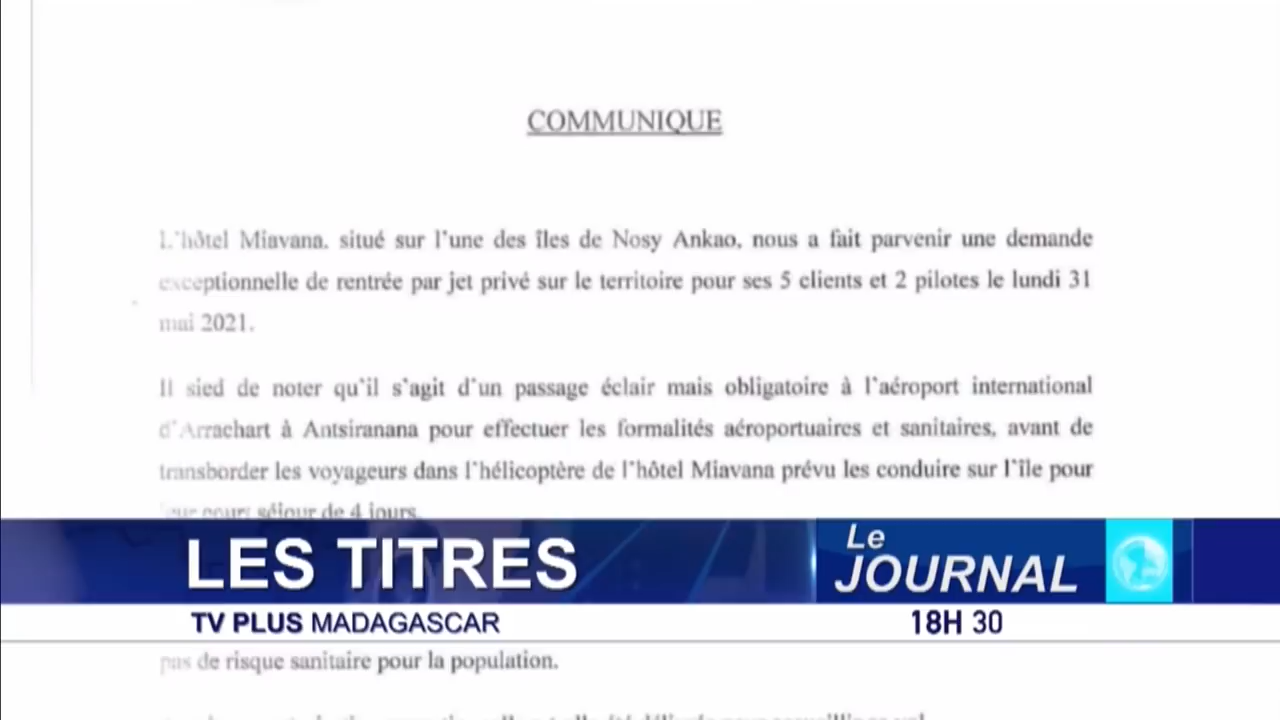 COMMUNIQUE
L'hôtel Miavana, situé sur l'une des îles de Nosy Ankao, nous a fait parvenir une demande
exceptionnelle de rentrée par jet privé sur le territoire pour ses 5 clients et 2 pilotes le lundi 31
mai 2021.
Il sied de noter qu'il s'agit d'un passage éclair mais obligatoire à l'aéroport international
d'Arrachart à Antsiranana pour effectuer les formalités aéroportuaires et sanitaires, avant de
transborder les voyageurs dans l'hélicoptère de l'hôtel Miavana prévu les conduire sur l'île pour
leur court séjour de 4 jours.
LES TITRES
Le
JOURNAL
TV PLUS MADAGASCAR
18H 30
pas de risque sanitaire pour la population.